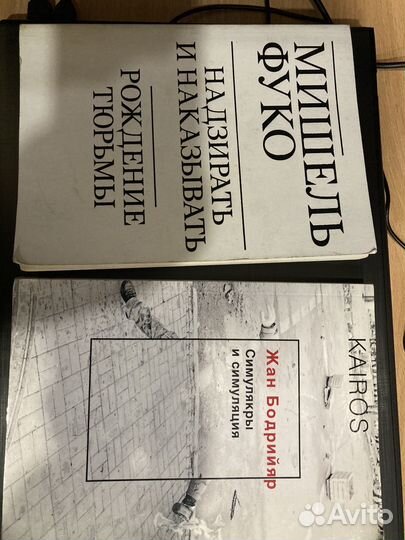 МИШЕЛЬ
ФУКО
НАДЗИРАТЬ
И НАКАЗЫВАТЬ
РОЖДЕНИЕ
ТЮРЬМЫ
KAIROS
Жан Бодрийяр
Симулякры
и симуляция
Avito